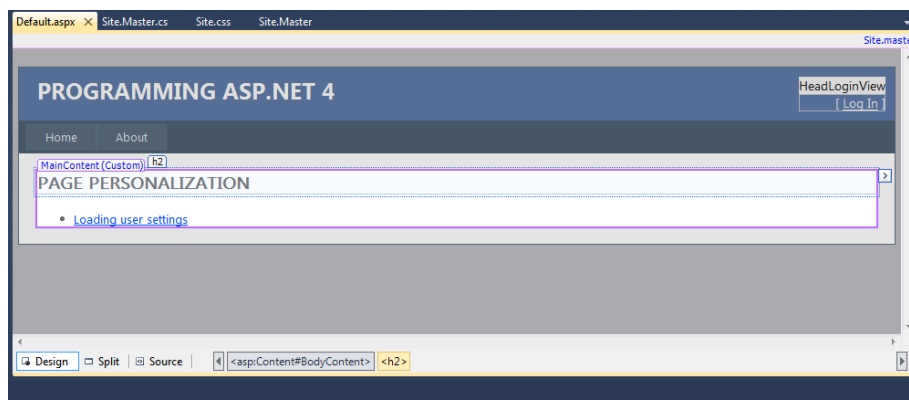 Default.aspx Site.Master.cs Site.css Site.Master
Site.maste
PROGRAMMING ASP.NET 4
HeadLoginView
[ Log In ]
Home About
MainContent (Custom) h2
PAGE PERSONALIZATION
Loading user settings
Design Split Source <asp:Content#BodyContent> <h2>